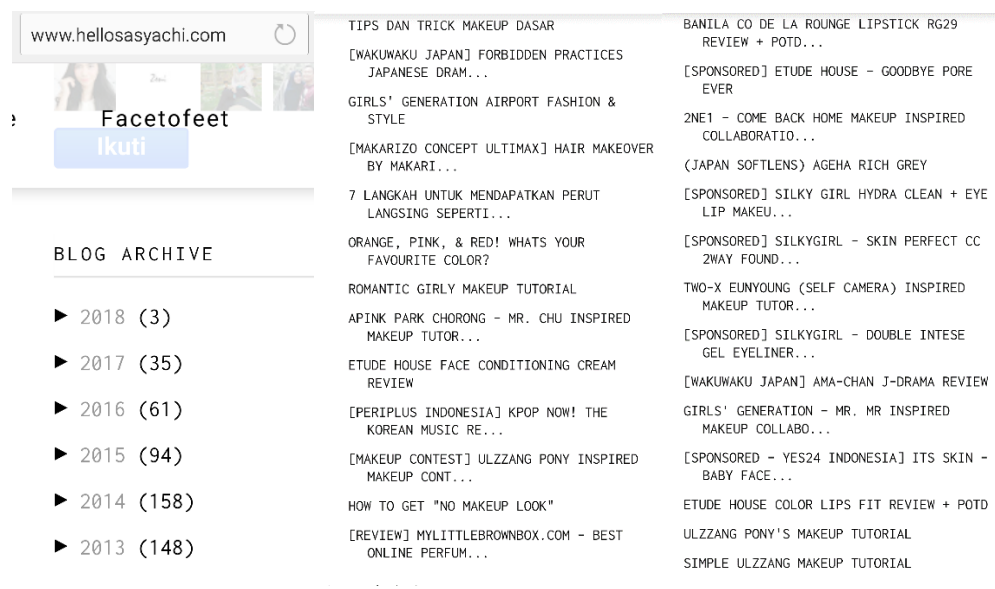 www.hellosasyachi.com
Facetofeet
Ikuti
BLOG ARCHIVE
► 2018 (3)
► 2017 (35)
► 2016 (61)
► 2015 (94)
► 2014 (158)
► 2013 (148)
TIPS DAN TRICK MAKEUP DASAR
[WAKUWAKU JAPAN] FORBIDDEN PRACTICES
JAPANESE DRAM...
GIRLS' GENERATION AIRPORT FASHION &
STYLE
[MAKARIZO CONCEPT ULTIMAX] HAIR MAKEOVER
BY MAKARI...
7 LANGKAH UNTUK MENDAPATKAN PERUT
LANGSING SEPERTI...
ORANGE, PINK, & RED! WHATS YOUR
FAVOURITE COLOR?
ROMANTIC GIRLY MAKEUP TUTORIAL
APINK PARK CHORONG - MR. CHU INSPIRED
MAKEUP TUTOR...
ETUDE HOUSE FACE CONDITIONING CREAM
REVIEW
[PERIPLUS INDONESIA] KPOP NOW! THE
KOREAN MUSIC RE...
[MAKEUP CONTEST] ULZZANG PONY INSPIRED
MAKEUP CONT...
HOW TO GET "NO MAKEUP LOOK"
[REVIEW] MYLITTLEBROWNBOX.COM - BEST
ONLINE PERFUM...
BANILA CO DE LA ROUNGE LIPSTICK RG29
REVIEW + POTD...
[SPONSORED] ETUDE HOUSE - GOODBYE PORE
EVER
2NE1 - COME BACK HOME MAKEUP INSPIRED
COLLABORATIO...
(JAPAN SOFTLENS) AGEHA RICH GREY
[SPONSORED] SILKY GIRL HYDRA CLEAN + EYE
LIP MAKEU...
[SPONSORED] SILKYGIRL - SKIN PERFECT CC
2WAY FOUND...
TWO-X EUNYOUNG (SELF CAMERA) INSPIRED
MAKEUP TUTOR...
[SPONSORED] SILKYGIRL - DOUBLE INTESE
GEL EYELINER...
[WAKUWAKU JAPAN] AMA-CHAN J-DRAMA REVIEW
GIRLS' GENERATION - MR. MR INSPIRED
MAKEUP COLLABO...
[SPONSORED - YES24 INDONESIA] ITS SKIN -
BABY FACE...
ETUDE HOUSE COLOR LIPS FIT REVIEW + POTD
ULZZANG PONY'S MAKEUP TUTORIAL
SIMPLE ULZZANG MAKEUP TUTORIAL